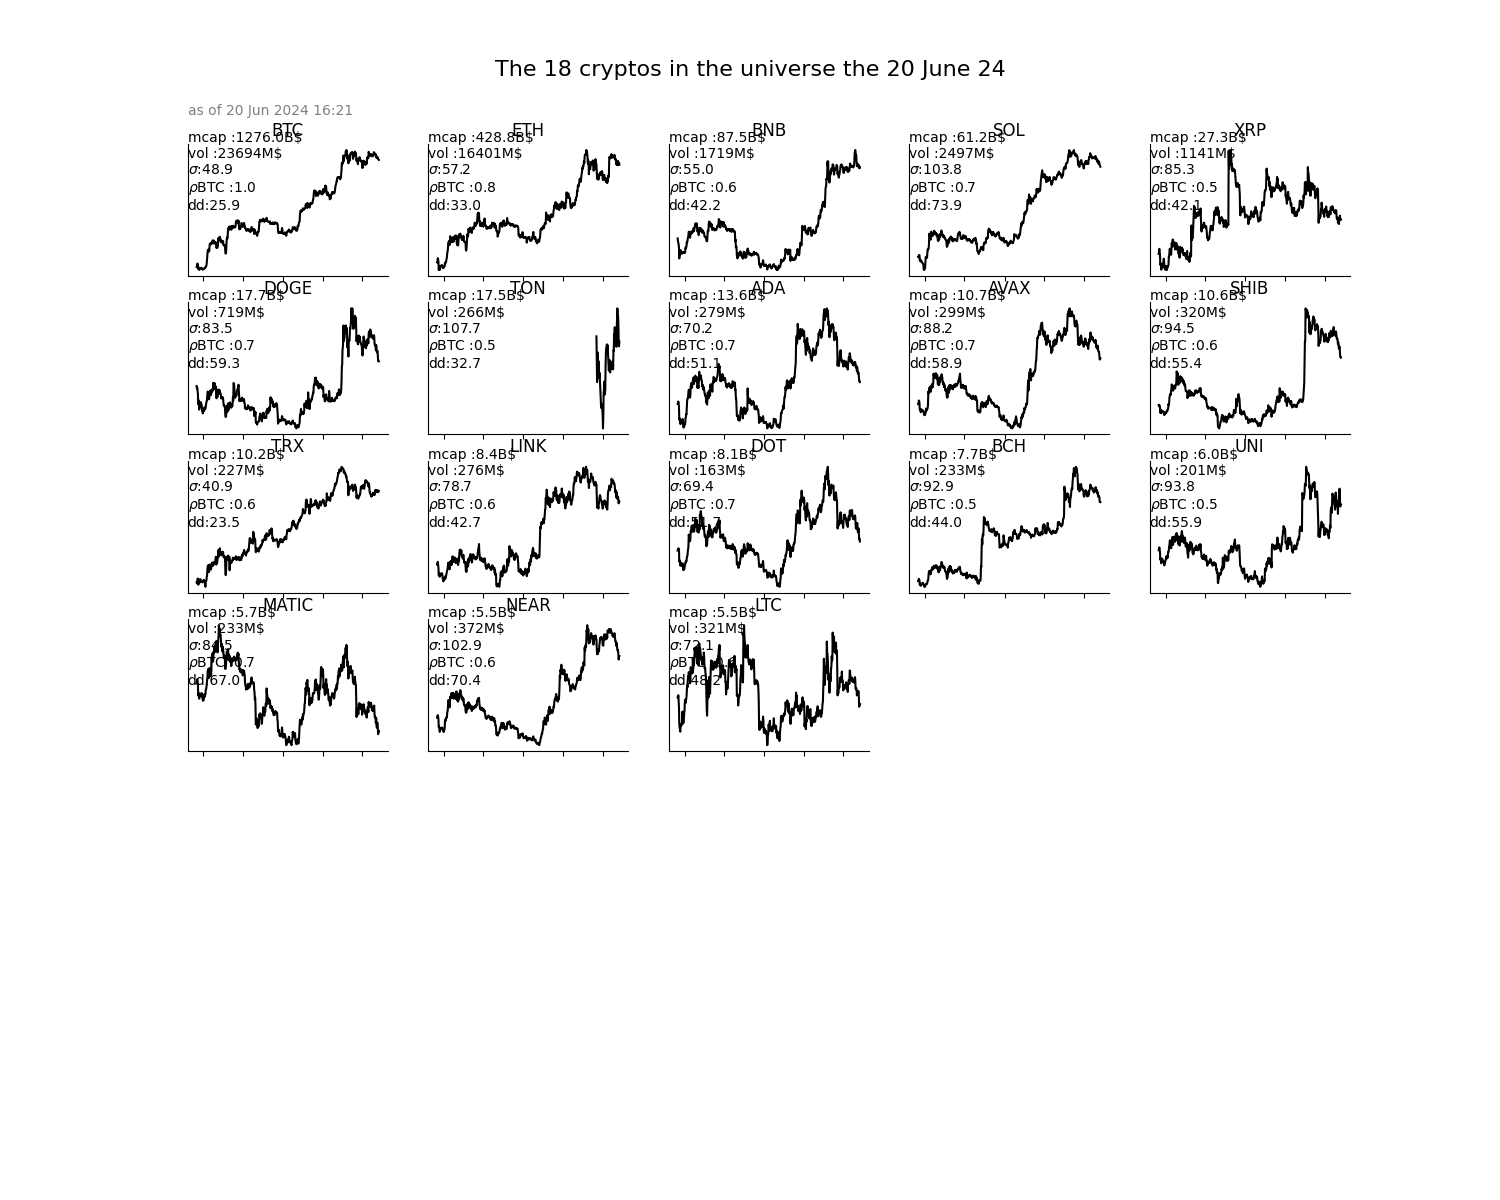 The 18 cryptos in the universe the 20 June 24
as of 20 Jun 2024 16:21
BTC
mcap :1276.0B$
vol :23694M$
σ:48.9
ρBTC :1.0
dd:25.9
ETH
mcap :428.8B$
vol :16401M$
σ:57.2
ρBTC :0.8
dd:33.0
BNB
mcap :87.5B$
vol :1719M$
σ:55.0
ρBTC :0.6
dd:42.2
SOL
mcap :61.2B$
vol :2497M$
σ:103.8
ρBTC :0.7
dd:73.9
XRP
mcap :27.3B$
vol :1141M$
σ:85.3
ρBTC :0.5
dd:42.1
DOGE
mcap :17.7B$
vol :719M$
σ:83.5
ρBTC :0.7
dd:59.3
TON
mcap :17.5B$
vol :266M$
σ:107.7
ρBTC :0.5
dd:32.7
ADA
mcap :13.6B$
vol :279M$
σ:70.2
ρBTC :0.7
dd:51.1
AVAX
mcap :10.7B$
vol :299M$
σ:88.2
ρBTC :0.7
dd:58.9
SHIB
mcap :10.6B$
vol :320M$
σ:94.5
ρBTC :0.6
dd:55.4
TRX
mcap :10.2B$
vol :227M$
σ:40.9
ρBTC :0.6
dd:23.5
LINK
mcap :8.4B$
vol :276M$
σ:78.7
ρBTC :0.6
dd:42.7
DOT
mcap :8.1B$
vol :163M$
σ:69.4
ρBTC :0.7
BCH
mcap :7.7B$
vol :233M$
σ:92.9
ρBTC :0.5
dd:44.0
UNI
mcap :6.0B$
vol :201M$
σ:93.8
ρBTC :0.5
dd:55.9
MATIC
mcap :5.7B$
vol :233M$
ρBTC :0.7
dd:67.0
NEAR
mcap :5.5B$
vol :372M$
σ:102.9
ρBTC :0.6
dd:70.4
LTC
mcap :5.5B$
vol :321M$
σ:72.1
ρBTC
dd:48.2